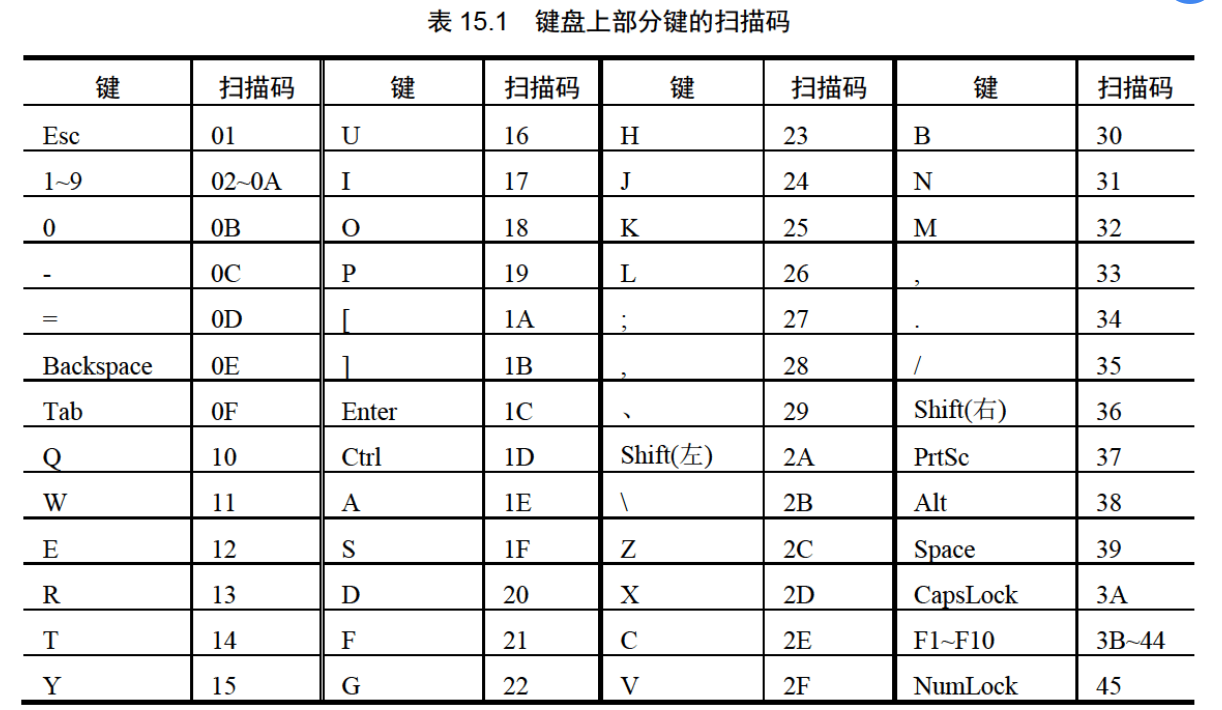 表 15.1 键盘上部分键的扫描码
键 扫描码 键 扫描码 键 扫描码 键 扫描码
Esc 01 U 16 H 23 B 30
1~9 02~0A I 17 J 24 N 31
0 0B O 18 K 25 M 32
- 0C P 19 L 26 , 33
= 0D [ 1A ; 27 . 34
Backspace 0E ] 1B , 28 / 35
Tab 0F Enter 1C 、 29 Shift(右) 36
Q 10 Ctrl 1D Shift(左) 2A PrtSc 37
W 11 A 1E \ 2B Alt 38
E 12 S 1F Z 2C Space 39
R 13 D 20 X 2D CapsLock 3A
T 14 F 21 C 2E F1~F10 3B~44
Y 15 G 22 V 2F NumLock 45